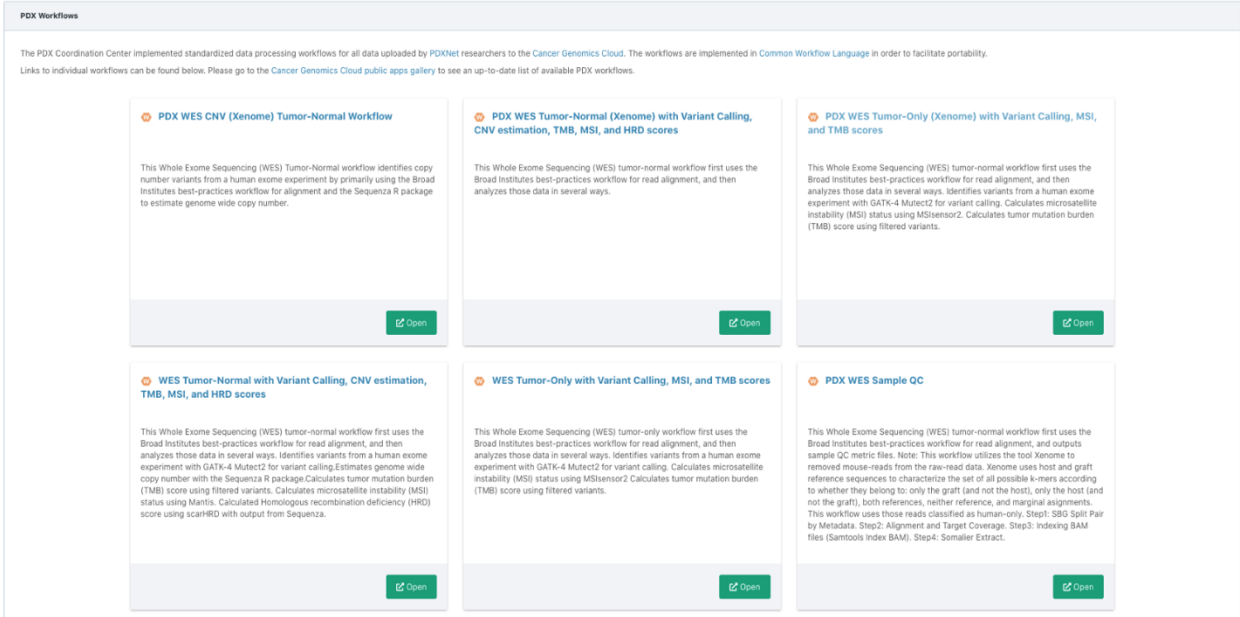 PDX Workflows
The PDX Coordination Center implemented standardized data processing workflows for all data uploaded by PDXNet researchers to the Cancer Genomics Cloud. The workflows are implemented in Common Workflow Language in order to facilitate portability.
Links to individual workflows can be found below. Please go to the Cancer Genomics Cloud public apps gallery to see an up-to-date list of available PDX workflows.
PDX WES CNV (Xenome) Tumor-Normal Workflow
This Whole Exome Sequencing (WES) Tumor-Normal workflow identifies copy
number variants from a human exome experiment by primarily using the Broad
Institutes best-practices workflow for alignment and the Sequenza R package
to estimate genome wide copy number.
Open
PDX WES Tumor-Normal (Xenome) with Variant Calling,
CNV estimation, TMB, MSI, and HRD scores
This Whole Exome Sequencing (WES) tumor-normal workflow first uses the
Broad Institutes best-practices workflow for read alignment, and then
analyzes those data in several ways.
Open
PDX WES Tumor-Only (Xenome) with Variant Calling, MSI,
and TMB scores
This Whole Exome Sequencing (WES) tumor-normal workflow first uses the
Broad Institutes best-practices workflow for read alignment, and then
analyzes those data in several ways. Identifies variants from a human exome
experiment with GATK-4 Mutect2 for variant calling. Calculates microsatellite
instability (MSI) status using MSIsensor2. Calculates tumor mutation burden
(TMB) score using filtered variants.
Open
WES Tumor-Normal with Variant Calling, CNV estimation,
TMB, MSI, and HRD scores
This Whole Exome Sequencing (WES) tumor-normal workflow first uses the
Broad Institutes best-practices workflow for read alignment, and then
analyzes those data in several ways. Identifies variants from a human exome
experiment with GATK-4 Mutect2 for variant calling.Estimates genome wide
copy number with the Sequenza R package.Calculates tumor mutation burden
(TMB) score using filtered variants. Calculates microsatellite instability (MSI)
status using Mantis. Calculated Homologous recombination deficiency (HRD)
score using scarHRD with output from Sequenza.
Open
WES Tumor-Only with Variant Calling, MSI, and TMB scores
This Whole Exome Sequencing (WES) tumor-only workflow first uses the
Broad Institutes best-practices workflow for read alignment, and then
analyzes those data in several ways. Identifies variants from a human exome
experiment with GATK-4 Mutect2 for variant calling. Calculates microsatellite
instability (MSI) status using MSIsensor2 Calculates tumor mutation burden
(TMB) score using filtered variants.
Open
PDX WES Sample QC
This Whole Exome Sequencing (WES) tumor-normal workflow first uses the
Broad Institutes best-practices workflow for read alignment, and outputs
sample QC metric files. Note: This workflow utilizes the tool Xenome to
removed mouse-reads from the raw-read data. Xenome uses host and graft
reference sequences to characterize the set of all possible k-mers according
to whether they belong to: only the graft (and not the host), only the host (and
not the graft), both references, neither reference, and marginal asignments.
This workflow uses those reads classified as human-only. Step1: SBG Split Pair
by Metadata. Step2: Alignment and Target Coverage. Step3: Indexing BAM
files (Samtools Index BAM). Step4: Somalier Extract.
Open